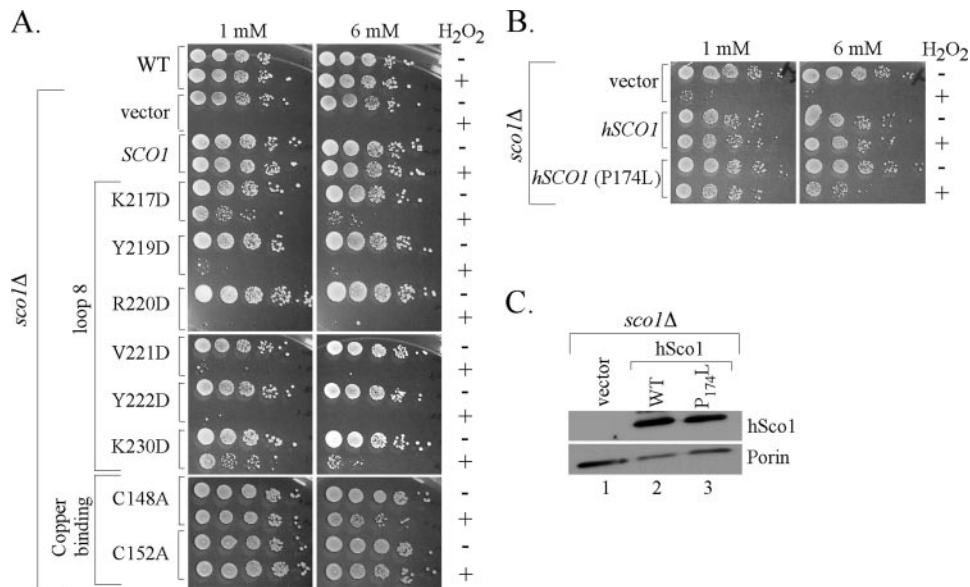 A.
1 mM 6 mM H2O2
WT - +
vector - +
SCO1 - +
K217D - +
Y219D - +
R220D - +
V221D - +
Y222D - +
K230D - +
C148A - +
C152A - +
sco1Δ
loop 8
Copper
binding
B.
1 mM 6 mM H2O2
vector - +
hSCO1 - +
hSCO1 (P174L) - +
sco1Δ
C.
sco1Δ
hSco1
vector WT P174L
hSco1
Porin
1 2 3